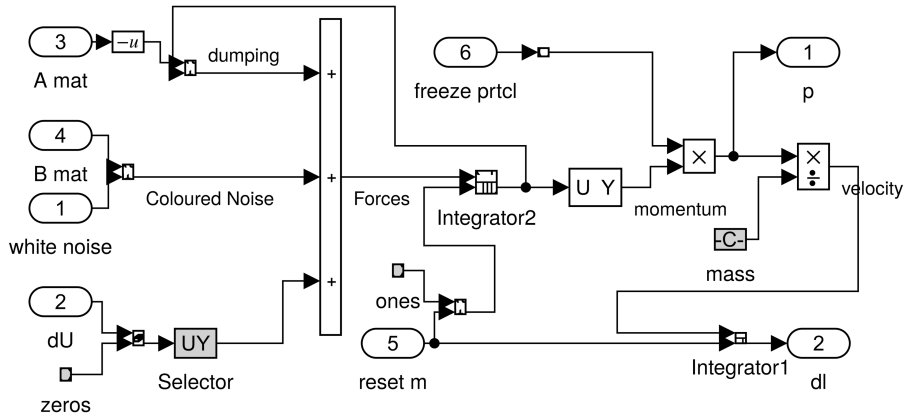 3
-u
A mat
dumping
+
4
B mat
Coloured Noise
+
1
white noise
2
dU
zeros
UY
Selector
+
Forces
6
freeze prtcl
Integrator2
U Y
momentum
×
1
p
×
÷
velocity
-C-
mass
ones
5
reset m
Integrator1
2
dl